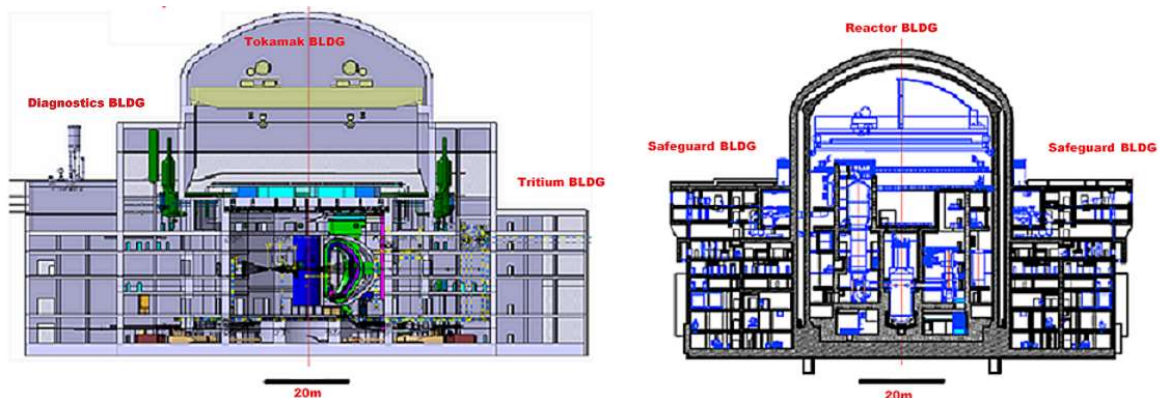 Tokamak BLDG
Diagnostics BLDG
Tritium BLDG
20m
Reactor BLDG
Safeguard BLDG
Safeguard BLDG
20m